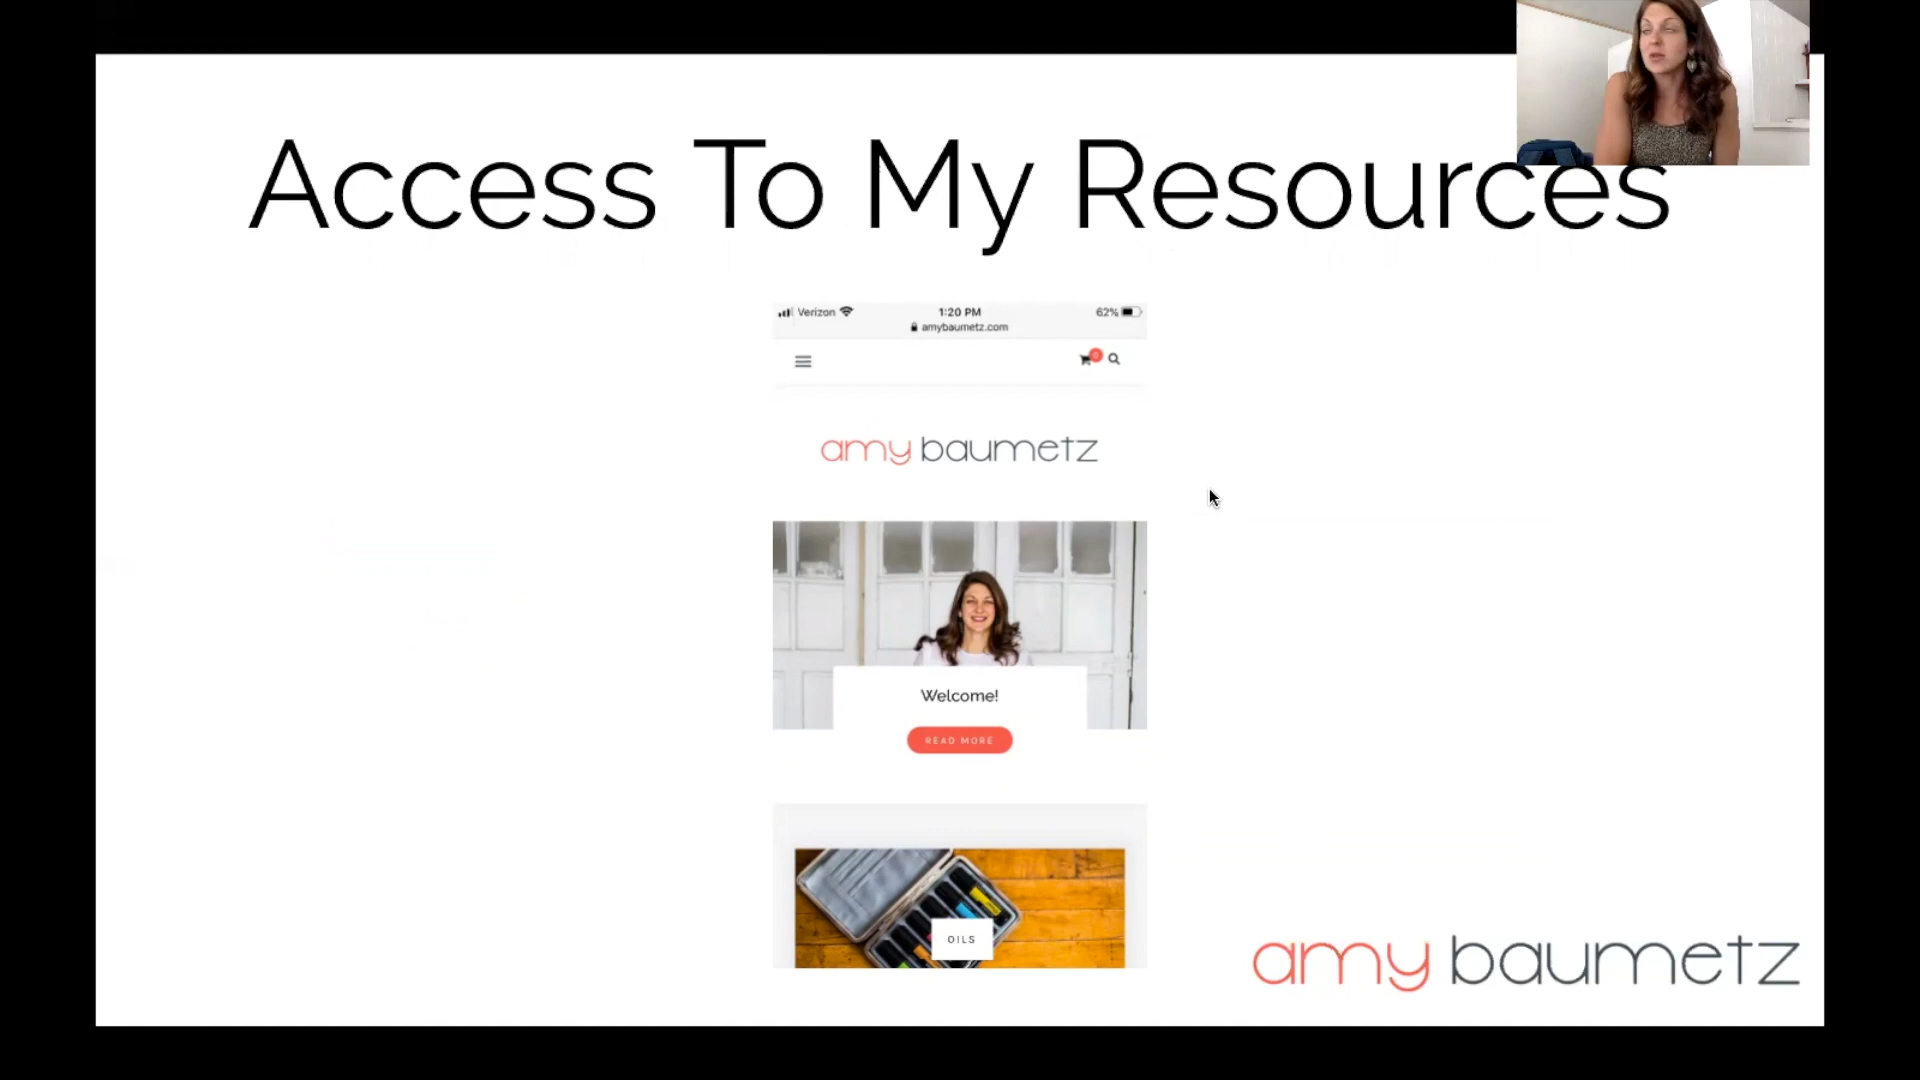 Access To My Resources
Verizon 1:20 PM 62%
amybaumetz.com
0
amy baumetz
Welcome!
READ MORE
OILS
amy baumetz